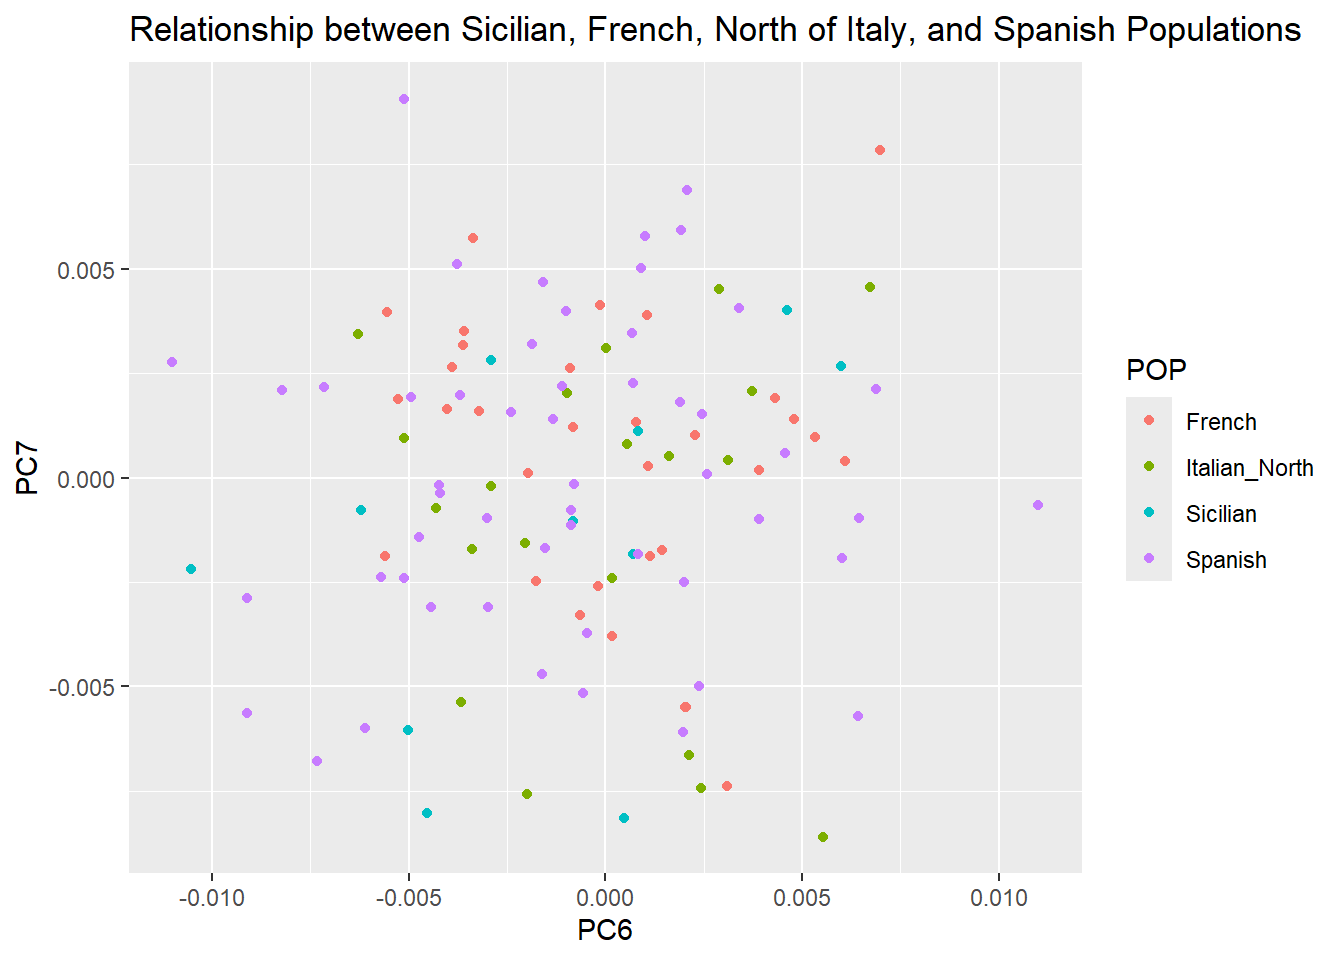 Relationship between Sicilian, French, North of Italy, and Spanish Populations
0.005
0.000
-0.005
PC7
-0.010
-0.005
0.000
0.005
0.010
PC6
POP
French
Italian_North
Sicilian
Spanish